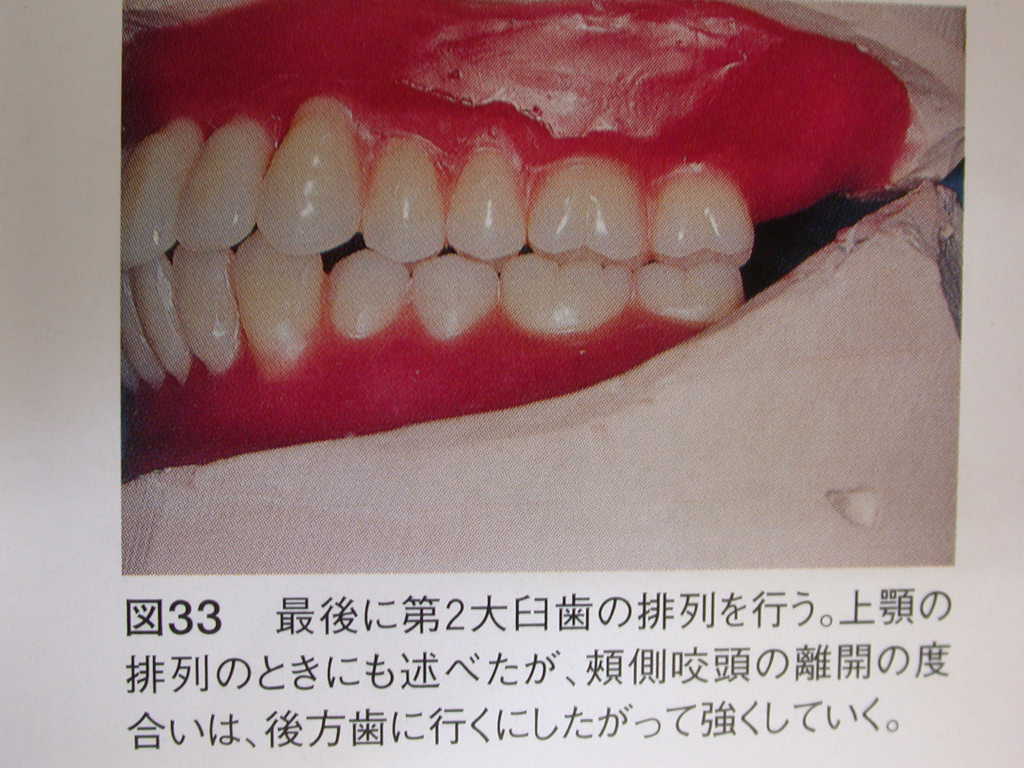 図33　最後に第2大臼歯の排列を行う。上顎の
排列のときにも述べたが、頰側咬頭の離開の度
合いは、後方歯に行くにしたがって強くしていく。